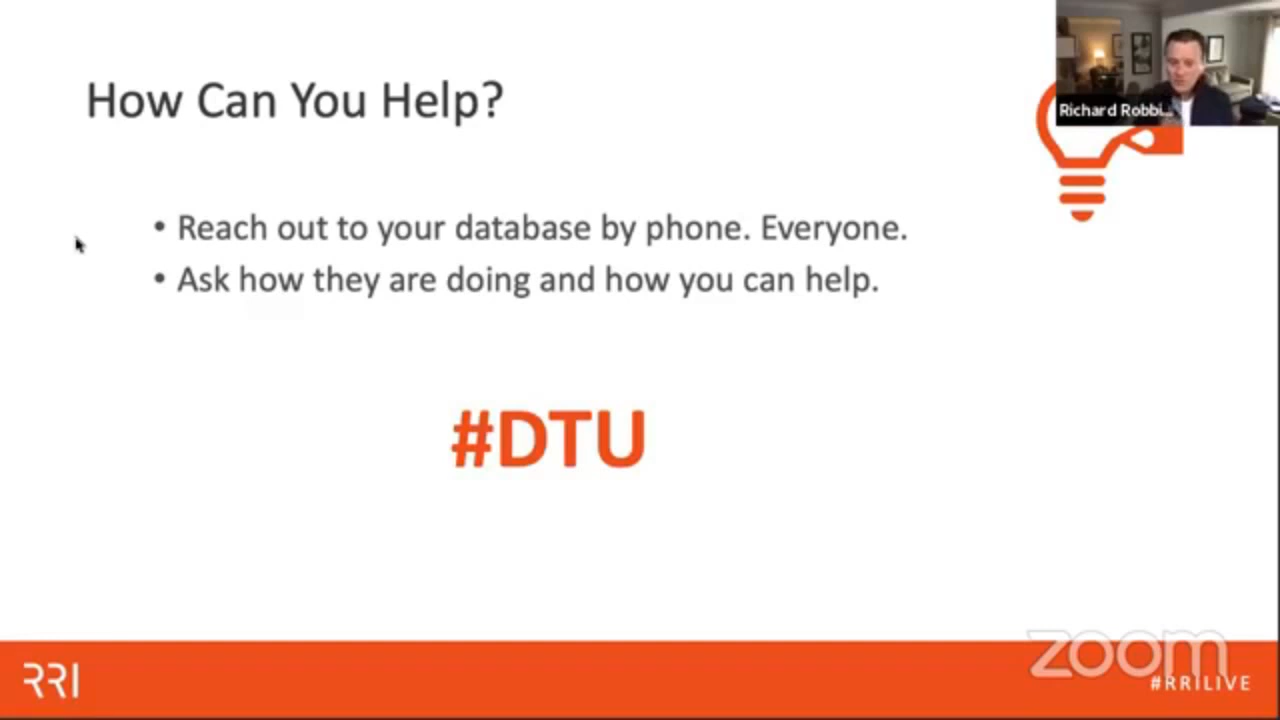 How Can You Help?
Richard Robbi...
• Reach out to your database by phone. Everyone.
• Ask how they are doing and how you can help.
#DTU
zoom
RRI
#RRILIVE